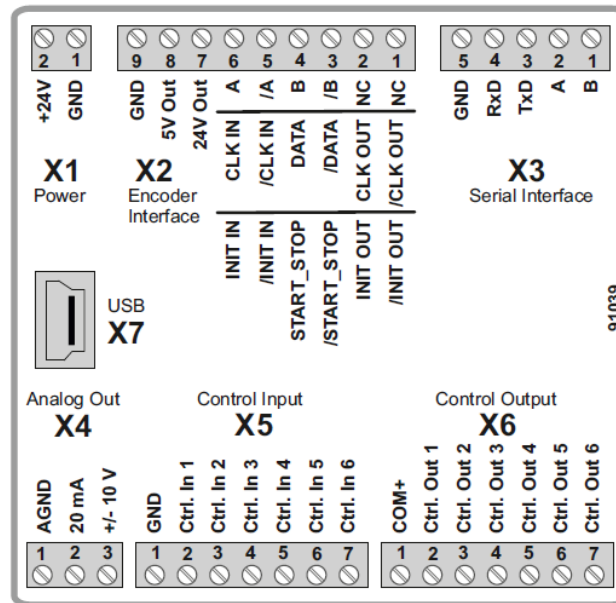 2 1
9 8 7 6 5 4 3 2 1
5 4 3 2 1
+24V
GND
GND
5V Out
24V Out
A
/A
B
/B
NC
NC
GND
RxD
TxD
A
B
CLK IN
/CLK IN
DATA
/DATA
CLK OUT
/CLK OUT
X1
Power
X2
Encoder
Interface
X3
Serial Interface
INIT IN
/INIT IN
START_STOP
/START_STOP
INIT OUT
/INIT OUT
USB
X7
91039
Analog Out
X4
Control Input
X5
Control Output
X6
AGND
20 mA
+/- 10 V
GND
Ctrl. In 1
Ctrl. In 2
Ctrl. In 3
Ctrl. In 4
Ctrl. In 5
Ctrl. In 6
COM+
Ctrl. Out 1
Ctrl. Out 2
Ctrl. Out 3
Ctrl. Out 4
Ctrl. Out 5
Ctrl. Out 6
1 2 3
1 2 3 4 5 6 7
1 2 3 4 5 6 7